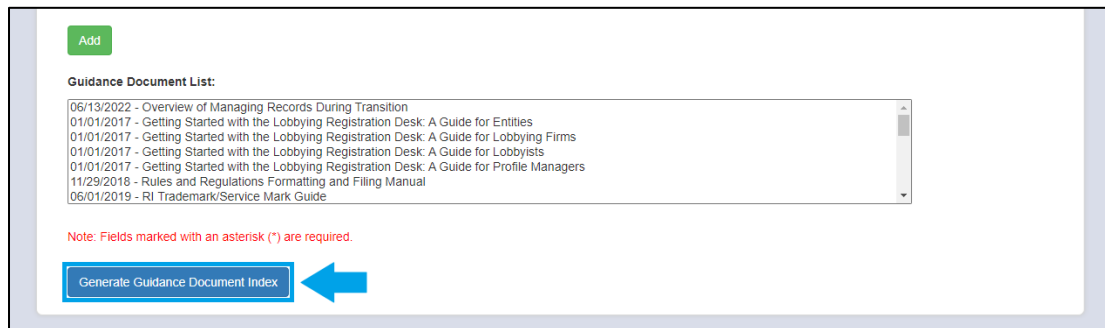 Add
Guidance Document List:
06/13/2022 - Overview of Managing Records During Transition
01/01/2017 - Getting Started with the Lobbying Registration Desk: A Guide for Entities
01/01/2017 - Getting Started with the Lobbying Registration Desk: A Guide for Lobbying Firms
01/01/2017 - Getting Started with the Lobbying Registration Desk: A Guide for Lobbyists
01/01/2017 - Getting Started with the Lobbying Registration Desk: A Guide for Profile Managers
11/29/2018 - Rules and Regulations Formatting and Filing Manual
06/01/2019 - RI Trademark/Service Mark Guide
Note: Fields marked with an asterisk (*) are required.
Generate Guidance Document Index